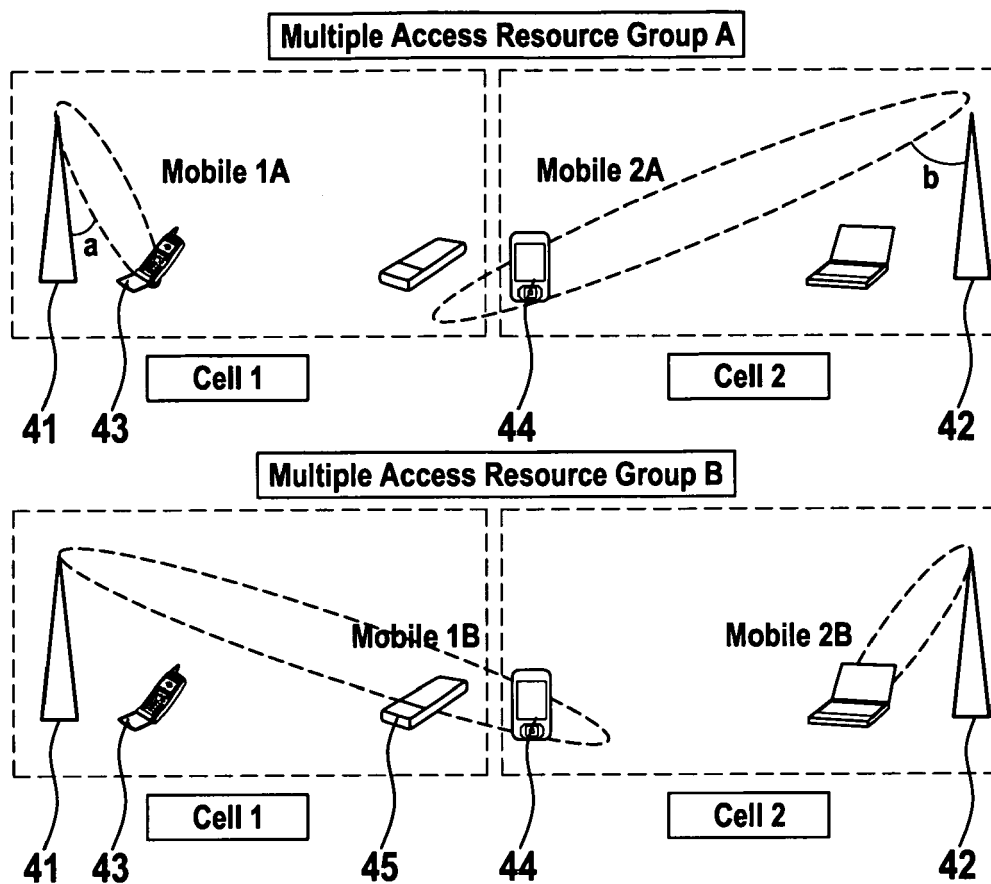 Multiple Access Resource Group A
Mobile 1A
Mobile 2A
a
b
Cell 1
Cell 2
41
43
44
42
Multiple Access Resource Group B
Mobile 1B
Mobile 2B
Cell 1
Cell 2
41
43
45
44
42